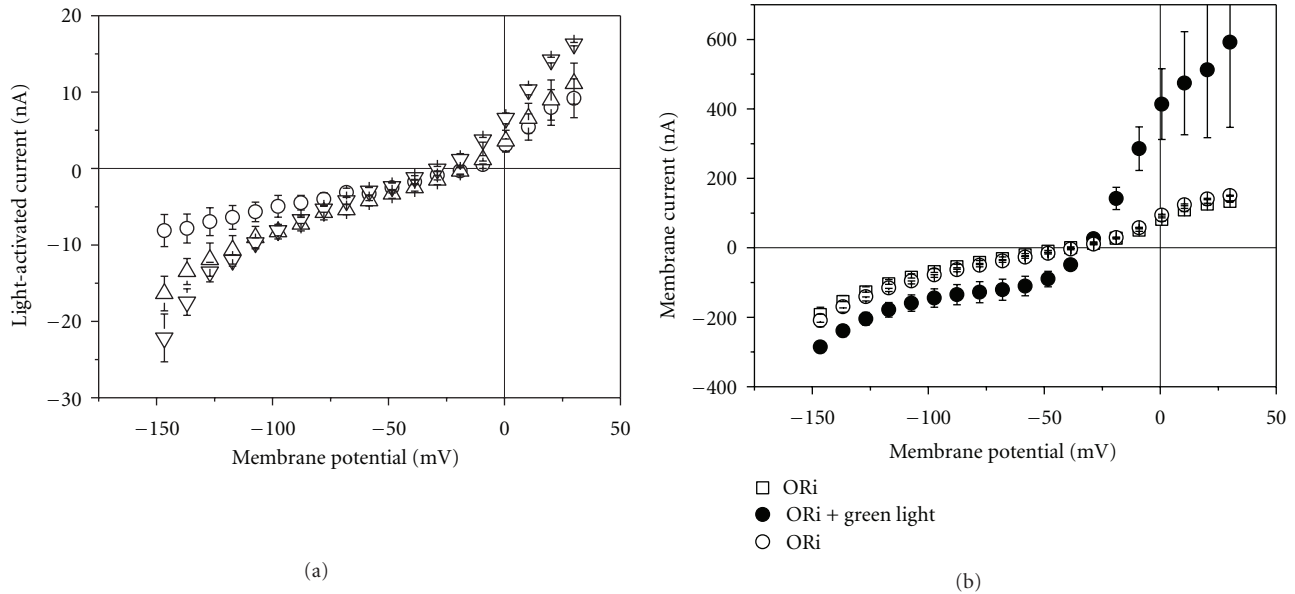 20
10
0
−10
−20
−30
Light-activated current (nA)
−150
−100
−50
0
50
Membrane potential (mV)
(a)
600
400
200
0
−200
−400
Membrane current (nA)
−150
−100
−50
0
50
Membrane potential (mV)
ORi
ORi + green light
ORi
(b)